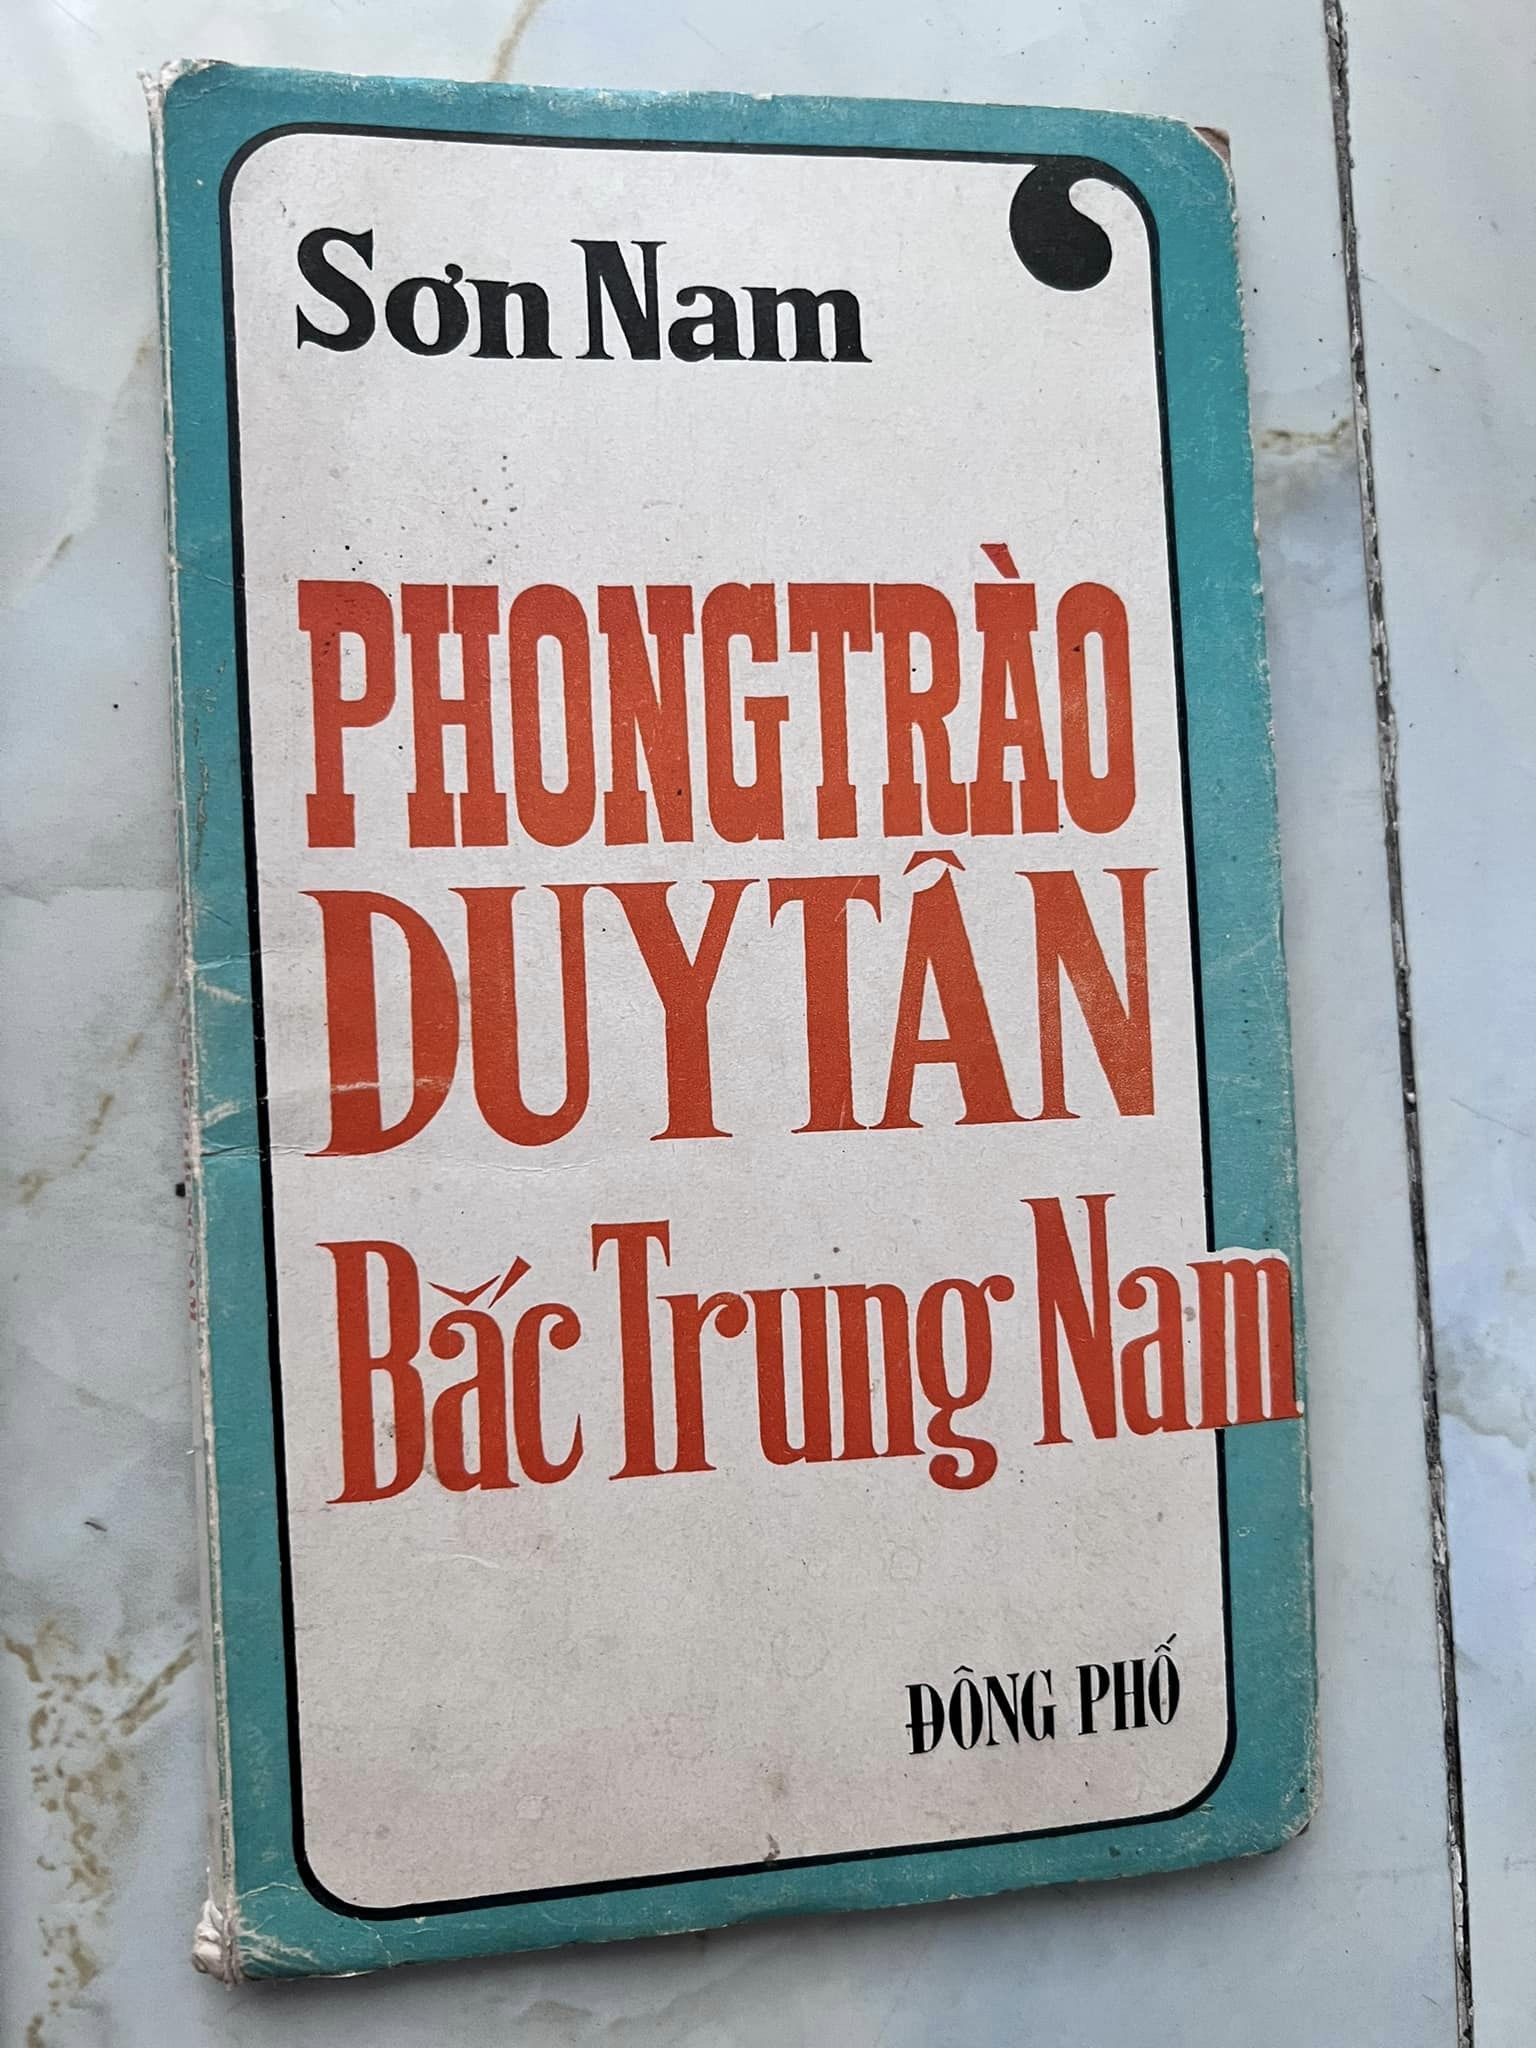 Sơn Nam
PHONG TRÀO
DUY TÂN
Bắc Trung Nam
ĐÔNG PHỐ